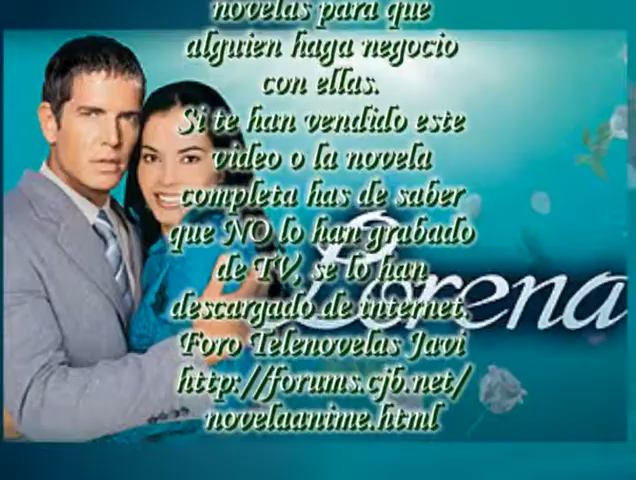 novelas para que
alguien haga negocio
con ellas.
Si te han vendido este
video o la novela
completa has de saber
que NO lo han grabado
de TV, se lo han
descargado de internet.
Foro Telenovelas Javi
http://forums.cjb.net/
novelaanime.html
Lorena